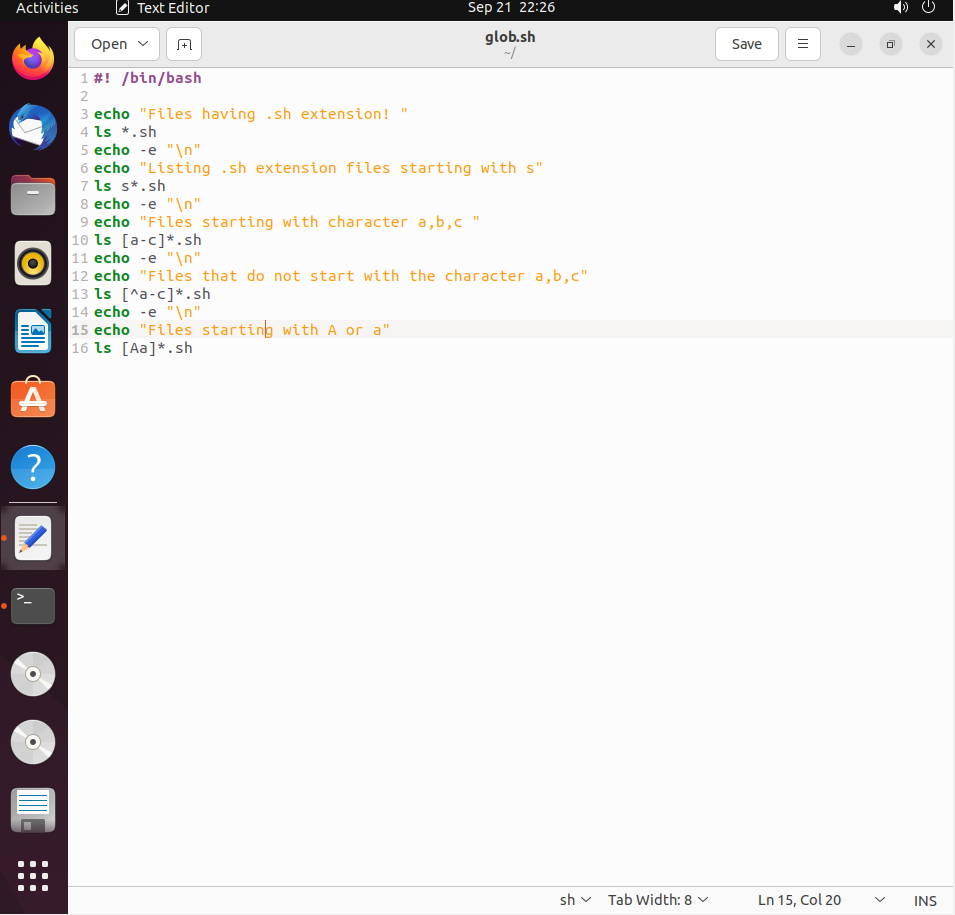 Activities Text Editor Sep 21 22:26
Open glob.sh Save
~/
1 #! /bin/bash
2
3 echo "Files having .sh extension! "
4 ls *.sh
5 echo -e "\n"
6 echo "Listing .sh extension files starting with s"
7 ls s*.sh
8 echo -e "\n"
9 echo "Files starting with character a,b,c "
10 ls [a-c]*.sh
11 echo -e "\n"
12 echo "Files that do not start with the character a,b,c"
13 ls [^a-c]*.sh
14 echo -e "\n"
15 echo "Files starting with A or a"
16 ls [Aa]*.sh
>_
sh Tab Width: 8 Ln 15, Col 20 INS